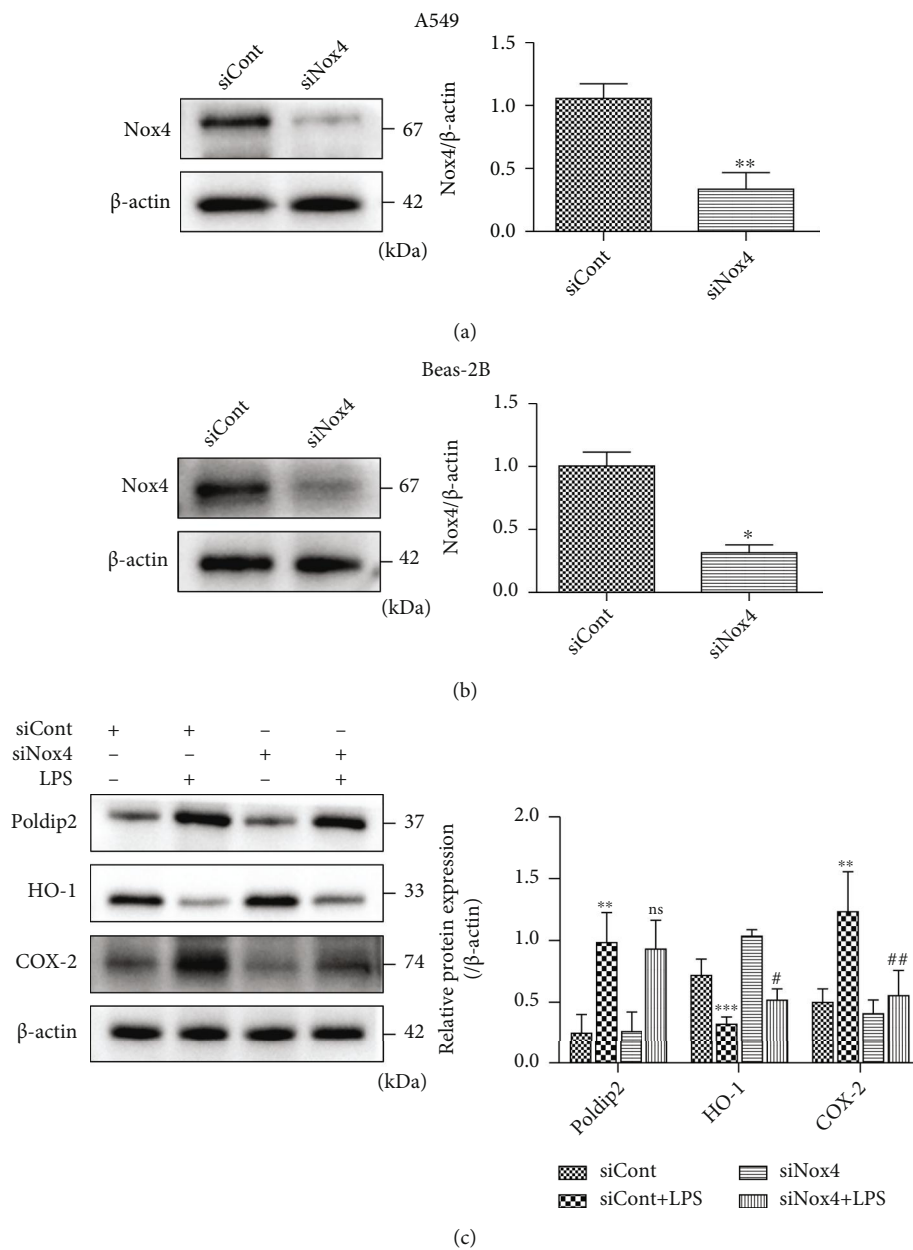 A549
siCont siNox4
Nox4
67
β-actin
42
(kDa)
Nox4/β-actin
1.5
1.0
0.5
0.0
**
siCont siNox4
(a)
Beas-2B
siCont siNox4
Nox4
67
β-actin
42
(kDa)
Nox4/β-actin
1.5
1.0
0.5
0.0
*
siCont siNox4
(b)
siCont + + – –
siNox4 – – + +
LPS – + – +
Poldip2
37
HO-1
33
COX-2
74
β-actin
42
(kDa)
Relative protein expression
(/β-actin)
2.0
1.5
1.0
0.5
0.0
** ns *** # ** ##
Poldip2 HO-1 COX-2
siCont siNox4
siCont+LPS siNox4+LPS
(c)